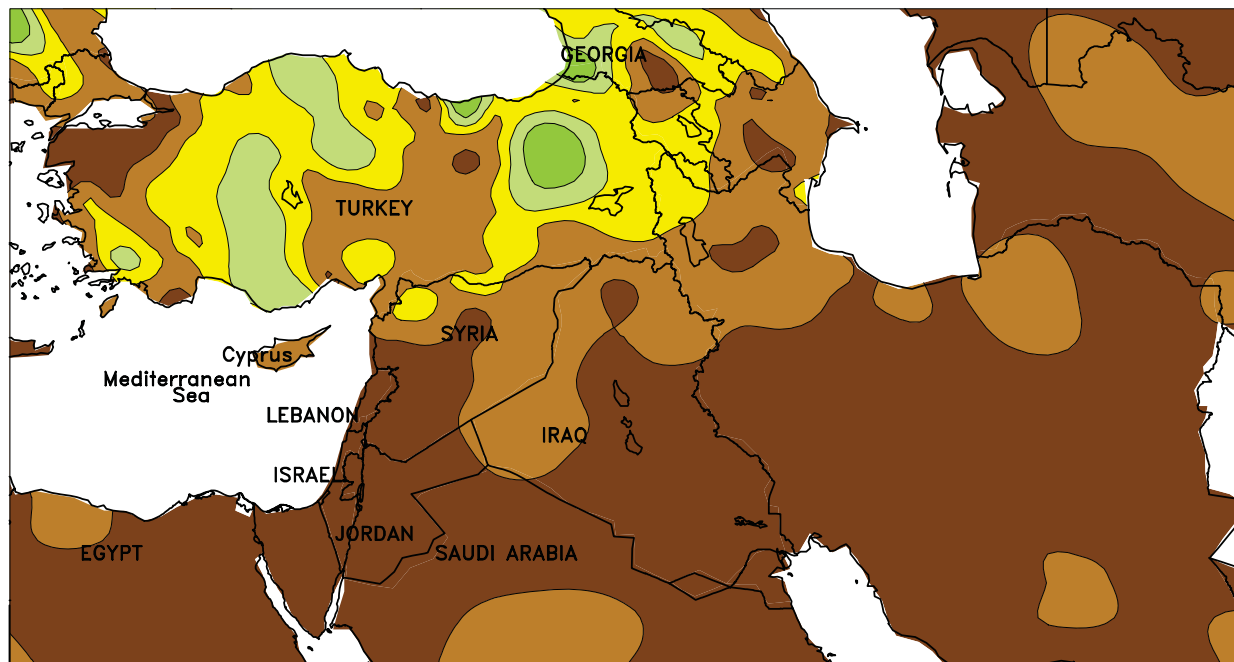 GEORGIA
TURKEY
SYRIA
Cyprus
Mediterranean
Sea
LEBANON
IRAQ
ISRAEL
JORDAN
EGYPT
SAUDI ARABIA